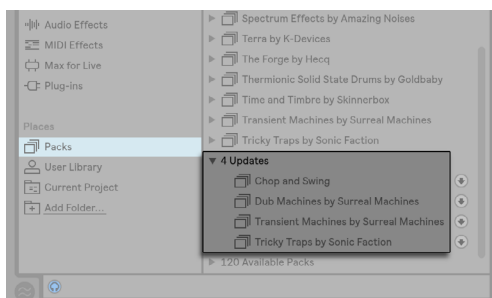 Audio Effects
MIDI Effects
Max for Live
Plug-ins
Places
Packs
User Library
Current Project
Add Folder...
Spectrum Effects by Amazing Noises
Terra by K-Devices
The Forge by Hecq
Thermionic Solid State Drums by Goldbaby
Time and Timbre by Skinnerbox
Transient Machines by Surreal Machines
Tricky Traps by Sonic Faction
4 Updates
Chop and Swing
Dub Machines by Surreal Machines
Transient Machines by Surreal Machines
Tricky Traps by Sonic Faction
120 Available Packs